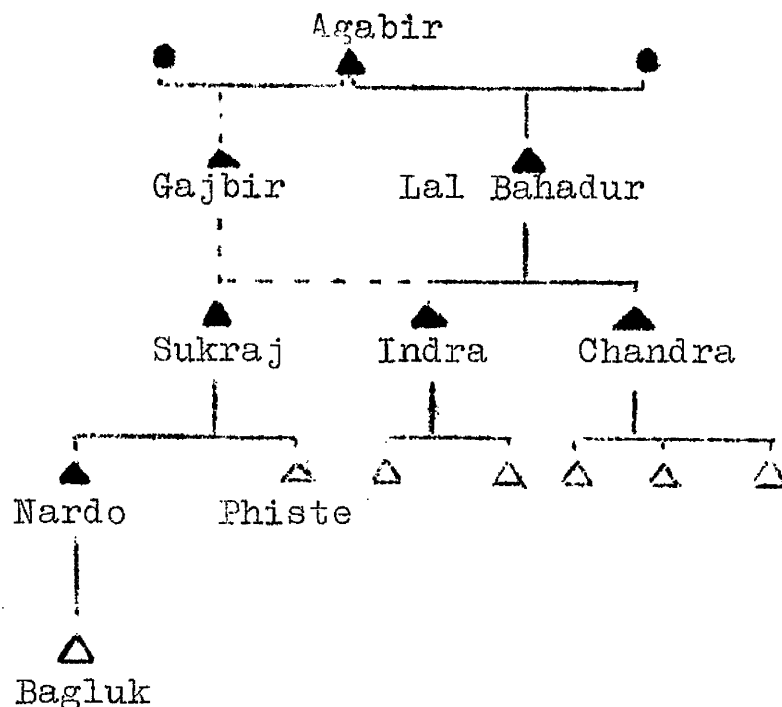 Agabir
Gajbir Lal Bahadur
Sukraj Indra Chandra
Nardo Phiste
Bagluk